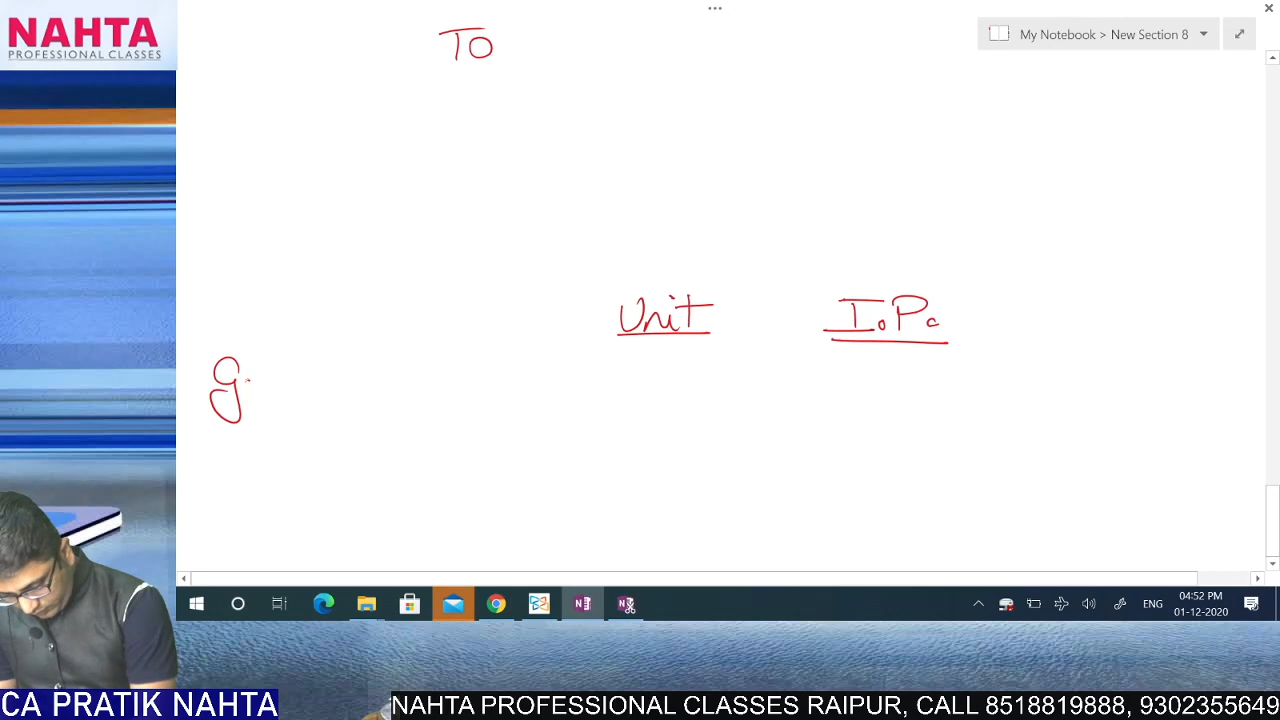 NAHTA
PROFESSIONAL CLASSES
My Notebook > New Section 8
TO
Unit I.P.
g
ENG
04:52 PM
01-12-2020
CA PRATIK NAHTA
NAHTA PROFESSIONAL CLASSES RAIPUR, CALL 8518819888, 9302355649